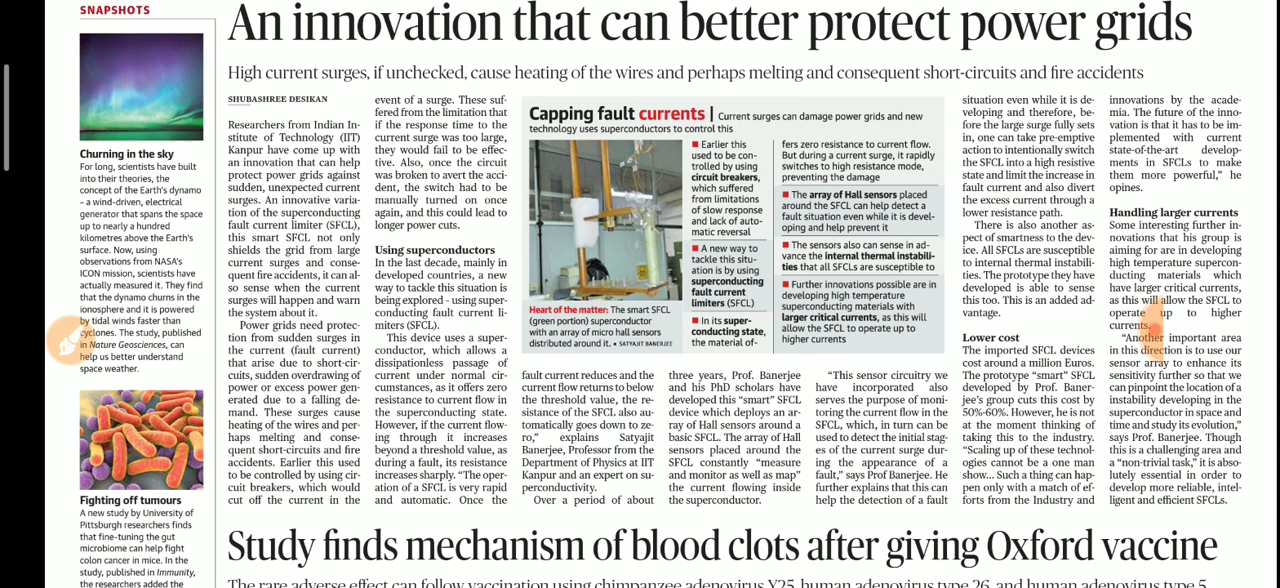 SNAPSHOTS
Churning in the sky
For long, scientists have built
into their theories, the
concept of the Earth's dynamo
– a wind-driven, electrical
generator that spans the space
up to nearly a hundred
kilometres above the Earth's
surface. Now, using
observations from NASA's
ICON mission, scientists have
actually measured it. They find
that the dynamo churns in the
ionosphere and it is powered
by tidal winds faster than
cyclones. The study, published
in Nature Geosciences, can
help us better understand
space weather.
Fighting off tumours
A new study by University of
Pittsburgh researchers finds
that fine-tuning the gut
microbiome can help fight
colon cancer in mice. In the
study, published in Immunity,
the researchers added the
An innovation that can better protect power grids
High current surges, if unchecked, cause heating of the wires and perhaps melting and consequent short-circuits and fire accidents
SHUBASHREE DESIKAN
Researchers from Indian In-
stitute of Technology (IIT)
Kanpur have come up with
an innovation that can help
protect power grids against
sudden, unexpected current
surges. An innovative varia-
tion of the superconducting
fault current limiter (SFCL),
this smart SFCL not only
shields the grid from large
current surges and conse-
quent fire accidents, it can al-
so sense when the current
surges will happen and warn
the system about it.
Power grids need protec-
tion from sudden surges in
the current (fault current)
that arise due to short-cir-
cuits, sudden overdrawing of
power or excess power gen-
erated due to a falling de-
mand. These surges cause
heating of the wires and per-
haps melting and conse-
quent short-circuits and fire
accidents. Earlier this used
to be controlled by using cir-
cuit breakers, which would
cut off the current in the
event of a surge. These suf-
fered from the limitation that
if the response time to the
current surge was too large,
they would fail to be effec-
tive. Also, once the circuit
was broken to avert the acci-
dent, the switch had to be
manually turned on once
again, and this could lead to
longer power cuts.
Using superconductors
In the last decade, mainly in
developed countries, a new
way to tackle this situation is
being explored – using super-
conducting fault current li-
miters (SFCL).
This device uses a super-
conductor, which allows a
dissipationless passage of
current under normal cir-
cumstances, as it offers zero
resistance to current flow in
the superconducting state.
However, if the current flow-
ing through it increases
beyond a threshold value, as
during a fault, its resistance
increases sharply. "The oper-
ation of a SFCL is very rapid
and automatic. Once the
Capping fault currents | Current surges can damage power grids and new
technology uses superconductors to control this
Heart of the matter: The smart SFCL
(green portion) superconductor
with an array of micro hall sensors
distributed around it. • SATYAJIT BANERJEE
■ Earlier this
used to be con-
trolled by using
circuit breakers,
which suffered
from limitations
of slow response
and lack of auto-
matic reversal
■ A new way to
tackle this situ-
ation is by using
superconducting
fault current
limiters (SFCL)
■ In its super-
conducting state,
the material of-
fers zero resistance to current flow.
But during a current surge, it rapidly
switches to high resistance mode,
preventing the damage
■ The array of Hall sensors placed
around the SFCL can help detect a
fault situation even while it is devel-
oping and help prevent it
■ The sensors also can sense in ad-
vance the internal thermal instabili-
ties that all SFCLs are susceptible to
■ Further innovations possible are in
developing high temperature
superconducting materials with
larger critical currents, as this will
allow the SFCL to operate up to
higher currents
fault current reduces and the
current flow returns to below
the threshold value, the re-
sistance of the SFCL also au-
tomatically goes down to ze-
ro," explains Satyajit
Banerjee, Professor from the
Department of Physics at IIT
Kanpur and an expert on su-
perconductivity.
Over a period of about
three years, Prof. Banerjee
and his PhD scholars have
developed this "smart" SFCL
device which deploys an ar-
ray of Hall sensors around a
basic SFCL. The array of Hall
sensors placed around the
SFCL constantly "measure
and monitor as well as map"
the current flowing inside
the superconductor.
"This sensor circuitry we
have incorporated also
serves the purpose of moni-
toring the current flow in the
SFCL, which, in turn can be
used to detect the initial stag-
es of the current surge dur-
ing the appearance of a
fault," says Prof. Banerjee. He
further explains that this can
help the detection of a fault
situation even while it is de-
veloping and therefore, be-
fore the large surge fully sets
in, one can take pre-emptive
action to intentionally switch
the SFCL into a high resistive
state and limit the increase in
fault current and also divert
the excess current through a
lower resistance path.
There is also another as-
pect of smartness to the dev-
ice. All SFCLs are susceptible
to internal thermal instabili-
ties. The prototype they have
developed is able to sense
this too. This is an added ad-
vantage.
Lower cost
The imported SFCL devices
cost around a million Euros.
The prototype "smart" SFCL
developed by Prof. Baner-
jee's group cuts this cost by
50%-60%. However, he is not
at the moment thinking of
taking this to the industry.
"Scaling up of these technol-
ogies cannot be a one man
show... Such a thing can hap-
pen only with a match of ef-
forts from the Industry and
innovations by the acade-
mia. The future of the inno-
vation is that it has to be im-
plemented with current
state-of-the-art develop-
ments in SFCLs to make
them more powerful," he
opines.
Handling larger currents
Some interesting further in-
novations that his group is
aiming for are in developing
high temperature supercon-
ducting materials which
have larger critical currents,
as this will allow the SFCL to
operate up to higher
currents.
"Another important area
in this direction is to use our
sensor array to enhance its
sensitivity further so that we
can pinpoint the location of a
instability developing in the
superconductor in space and
time and study its evolution,"
says Prof. Banerjee. Though
this is a challenging area and
a "non-trivial task," it is abso-
lutely essential in order to
develop more reliable, intel-
ligent and efficient SFCLs.
Study finds mechanism of blood clots after giving Oxford vaccine
The rare adverse effect can follow vaccination using chimpanzee adenovirus Y25, human adenovirus type 26, and human adenovirus type 5